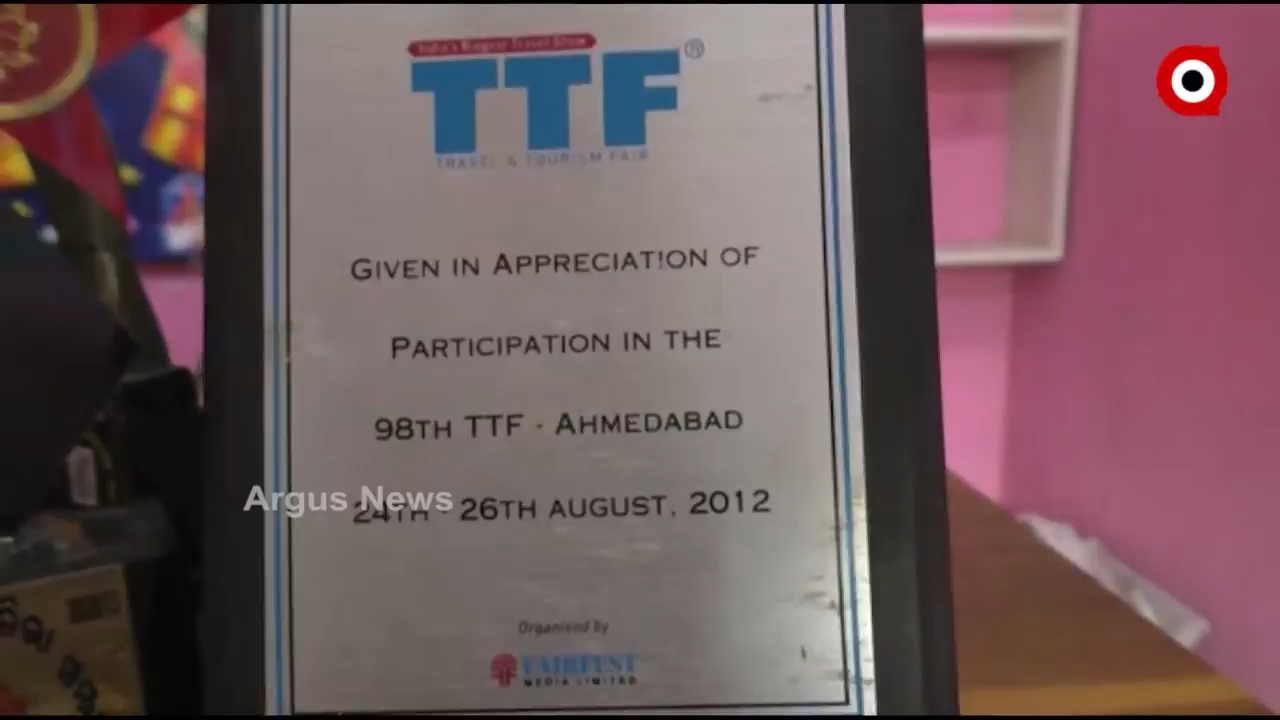 India's Biggest Travel Show
TTF®
TRAVEL & TOURISM FAIR
GIVEN IN APPRECIATION OF
PARTICIPATION IN THE
98TH TTF - AHMEDABAD
24TH - 26TH AUGUST, 2012
Argus News
Organised by
FAIRFEST
MEDIA LIMITED